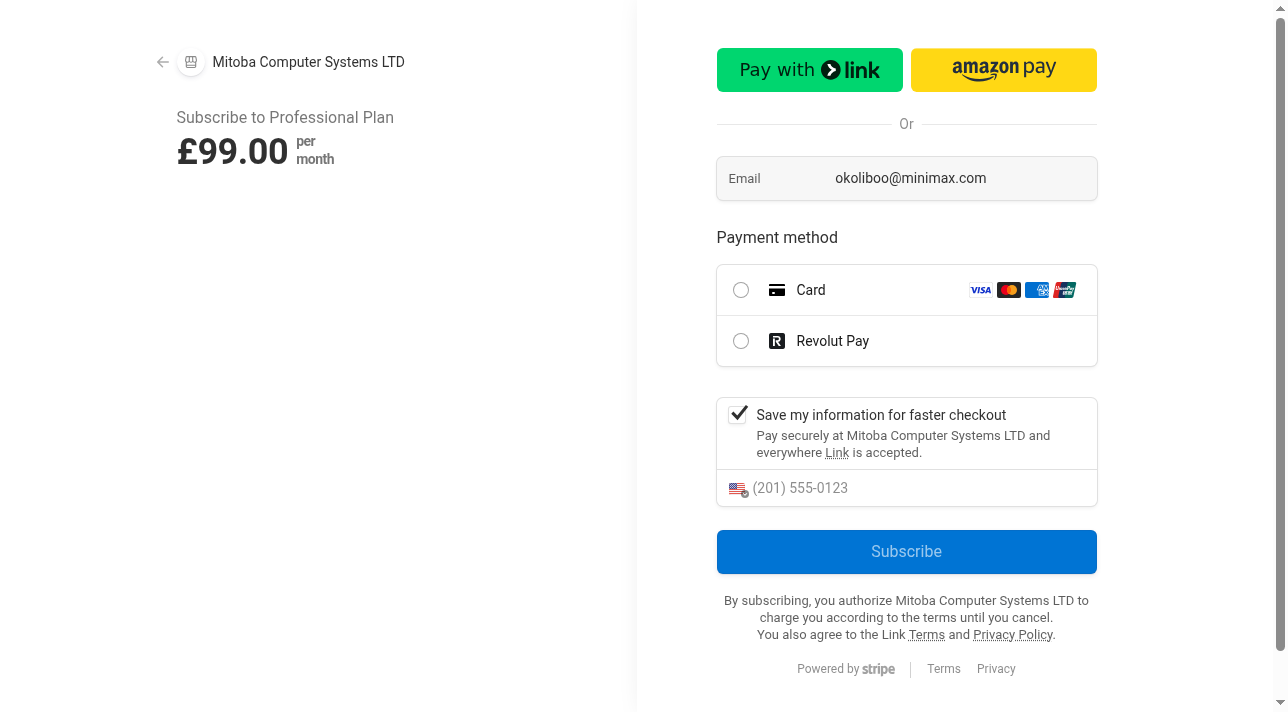 Mitoba Computer Systems LTD
Subscribe to Professional Plan
£99.00 per
month
Pay with link
amazon pay
Or
Email okoliboo@minimax.com
Payment method
Card VISA
Revolut Pay
Save my information for faster checkout
Pay securely at Mitoba Computer Systems LTD and
everywhere Link is accepted.
(201) 555-0123
Subscribe
By subscribing, you authorize Mitoba Computer Systems LTD to
charge you according to the terms until you cancel.
You also agree to the Link Terms and Privacy Policy.
Powered by stripe
Terms Privacy